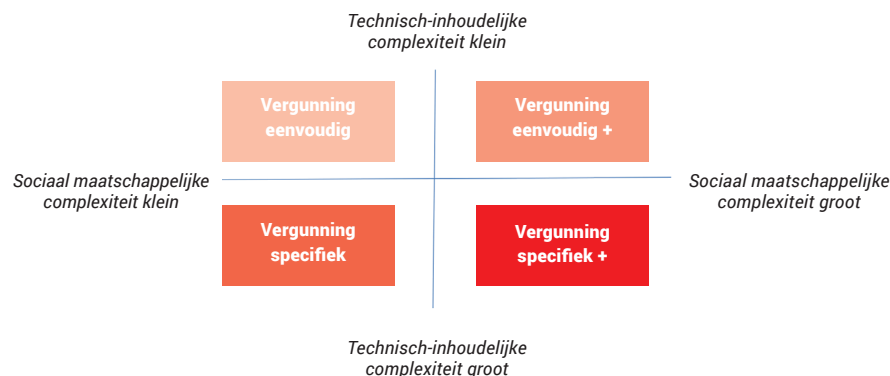 Technisch-inhoudelijke
complexiteit klein
Vergunning
eenvoudig
Vergunning
eenvoudig +
Sociaal maatschappelijke
complexiteit klein
Sociaal maatschappelijke
complexiteit groot
Vergunning
specifiek
Vergunning
specifiek +
Technisch-inhoudelijke
complexiteit groot